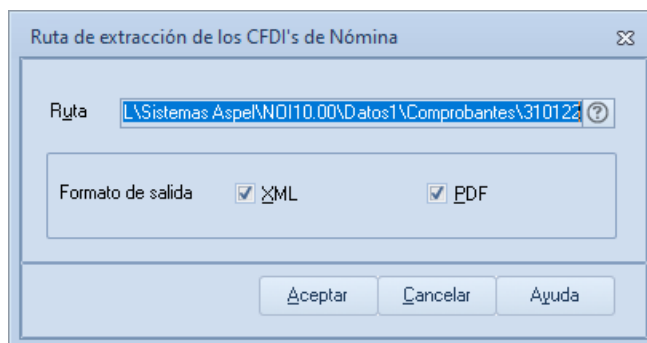 Ruta de extracción de los CFDI's de Nómina
Ruta L\Sistemas Aspel\NOI10.00\Datos1\Comprobantes\310122 ?
Formato de salida XML PDF
Aceptar Cancelar Ayuda